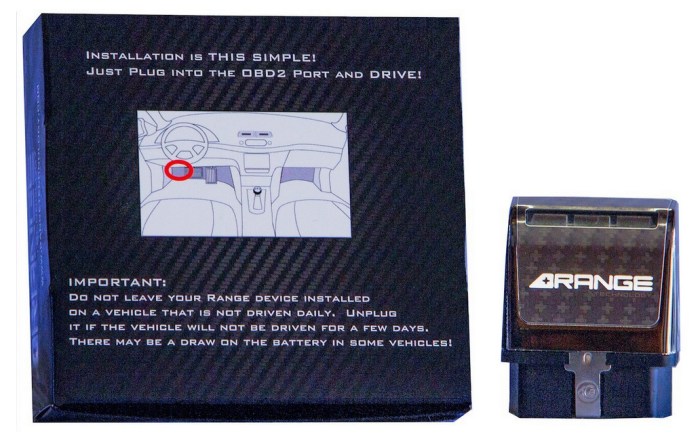 INSTALLATION IS THIS SIMPLE!
JUST PLUG INTO THE OBD2 PORT AND DRIVE!
IMPORTANT:
DO NOT LEAVE YOUR RANGE DEVICE INSTALLED
ON A VEHICLE THAT IS NOT DRIVEN DAILY. UNPLUG
IT IF THE VEHICLE WILL NOT BE DRIVEN FOR A FEW DAYS.
THERE MAY BE A DRAW ON THE BATTERY IN SOME VEHICLES!
RANGE
TECHNOLOGY